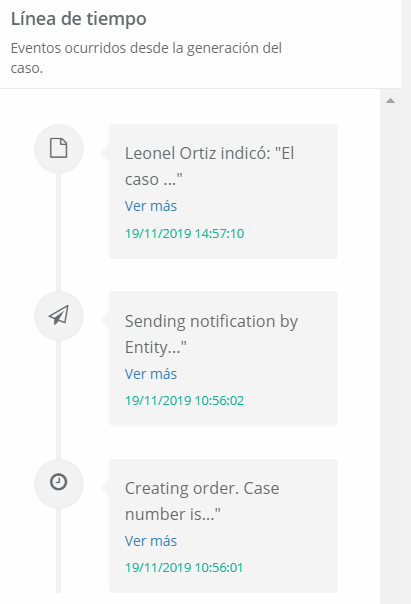 Línea de tiempo
Eventos ocurridos desde la generación del
caso.
Leonel Ortiz indicó: "El
caso ..."
Ver más
19/11/2019 14:57:10
Sending notification by
Entity..."
Ver más
19/11/2019 10:56:02
Creating order. Case
number is..."
Ver más
19/11/2019 10:56:01